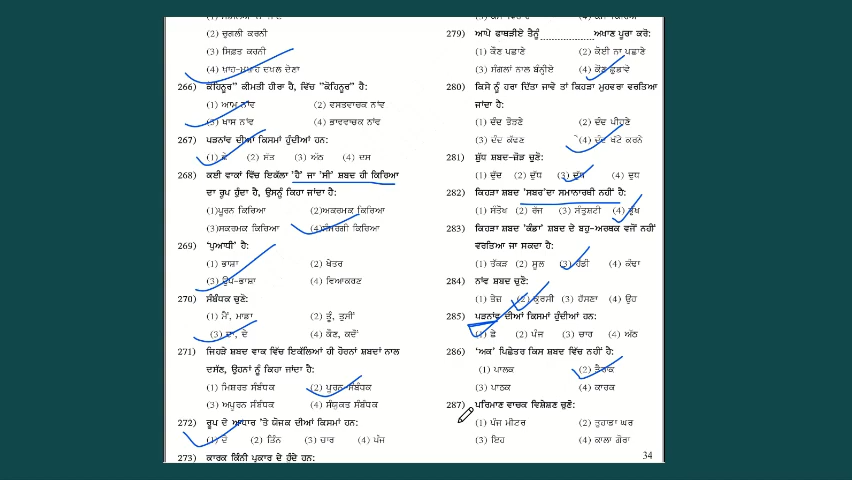 (2) ਚੁਗਲੀ ਕਰਨੀ
(3) ਸਿਫ਼ਤ ਕਰਨੀ
(4) ਖ਼ਾਹ-ਮਖ਼ਾਹ ਦਖਲ ਦੇਣਾ
266) ਕੋਹਿਨੂਰ" ਕੀਮਤੀ ਹੀਰਾ ਹੈ, ਵਿੱਚ "ਕੋਹਿਨੂਰ" ਹੈ:
(1) ਆਮ ਨਾਂਵ (2) ਵਸਤਵਾਚਕ ਨਾਂਵ
(3) ਖਾਸ ਨਾਂਵ (4) ਭਾਵਵਾਚਕ ਨਾਂਵ
267) ਪੜਨਾਂਵ ਦੀਆਂ ਕਿਸਮਾਂ ਹੁੰਦੀਆਂ ਹਨ:
(1) ਛੇ (2) ਸੱਤ (3) ਅੱਠ (4) ਦਸ
268) ਕਈ ਵਾਕਾਂ ਵਿੱਚ ਇਕੱਲਾ 'ਹੈ' ਜਾਂ 'ਸੀ' ਸ਼ਬਦ ਹੀ ਕਿਰਿਆ
ਦਾ ਰੂਪ ਹੁੰਦਾ ਹੈ, ਉਸਨੂੰ ਕਿਹਾ ਜਾਂਦਾ ਹੈ:
(1)ਪੂਰਨ ਕਿਰਿਆ (2)ਅਕਰਮਕ ਕਿਰਿਆ
(3)ਸਕਰਮਕ ਕਿਰਿਆ (4)ਸੰਸਰਗੀ ਕਿਰਿਆ
269) 'ਪੁਆਧੀ' ਹੈ:
(1) ਭਾਸ਼ਾ (2) ਖੇਤਰ
(3) ਉਪ-ਭਾਸ਼ਾ (4) ਵਿਆਕਰਣ
270) ਸੰਬੰਧਕ ਚੁਣੋ:
(1) ਮੈਂ, ਮਾੜਾ (2) ਤੂੰ, ਤੁਸੀਂ
(3) ਦਾ, ਦੇ (4) ਕੌਣ, ਕਦੋਂ
271) ਜਿਹੜੇ ਸ਼ਬਦ ਵਾਕ ਵਿੱਚ ਇਕੱਲਿਆਂ ਹੀ ਹੋਰਨਾਂ ਸ਼ਬਦਾਂ ਨਾਲ
ਦਸੱਣ, ਉਹਨਾਂ ਨੂੰ ਕਿਹਾ ਜਾਂਦਾ ਹੈ:
(1) ਮਿਸ਼ਰਤ ਸੰਬੰਧਕ (2) ਪੂਰਨ ਸੰਬੰਧਕ
(3) ਅਪੂਰਨ ਸੰਬੰਧਕ (4) ਸੰਯੁਕਤ ਸੰਬੰਧਕ
272) ਰੂਪ ਦੇ ਆਧਾਰ 'ਤੇ ਯੋਜਕ ਦੀਆਂ ਕਿਸਮਾਂ ਹਨ:
(1) ਦੋ (2) ਤਿੰਨ (3) ਚਾਰ (4) ਪੰਜ
273) ਕਾਰਕ ਕਿੰਨੀ ਪ੍ਰਕਾਰ ਦੇ ਹੁੰਦੇ ਹਨ:
279) ਆਪੇ ਫਾਥੜੀਏ ਤੈਨੂੰ ਅਖਾਣ ਪੂਰਾ ਕਰੋ:
(1) ਕੌਣ ਪਛਾਣੇ (2) ਕੋਈ ਨਾ ਪਛਾਣੇ
(3) ਸੰਗਲਾਂ ਨਾਲ ਬੰਨ੍ਹੀਏ (4) ਕੌਣ ਛੁਡਾਵੇ
280) ਕਿਸੇ ਨੂੰ ਹਰਾ ਦਿੱਤਾ ਜਾਵੇ ਤਾਂ ਕਿਹੜਾ ਮੁਹਾਵਰਾ ਵਰਤਿਆ
ਜਾਂਦਾ ਹੈ:
(1) ਦੰਦ ਤੋੜਣੇ (2) ਦੰਦ ਪੀਹਣੇ
(3) ਦੰਦ ਕੱਢਣ (4) ਦੰਦ ਖੱਟੇ ਕਰਨੇ
281) ਸ਼ੁੱਧ ਸ਼ਬਦ-ਜੋੜ ਚੁਣੋ:
(1) ਦੁੱਦ (2) ਦੁੱਧ (3) (4) ਦੁਧ
282) ਕਿਹੜਾ ਸ਼ਬਦ 'ਸਬਰ'ਦਾ ਸਮਾਨਾਰਥੀ ਨਹੀਂ ਹੈ:
(1) ਸੰਤੋਖ (2) ਰੱਜ (3) ਸੰਤੁਸ਼ਟੀ (4) ਭੁੱਖ
283) ਕਿਹੜਾ ਸ਼ਬਦ 'ਕੰਡਾ' ਸ਼ਬਦ ਦੇ ਬਹੁ-ਅਰਥਕ ਵਜੋਂ ਨਹੀਂ
ਵਰਤਿਆ ਜਾ ਸਕਦਾ ਹੈ:
(1) ਤੱਕੜ (2) ਸੂਲ (3) (4) ਕੰਢਾ
284) ਨਾਂਵ ਸ਼ਬਦ ਚੁਣੋ:
(1) ਤੇਜ਼ (2) ਕੁਰਸੀ (3) ਹੱਸਣਾ (4) ਉਹ
285) ਪੜਨਾਂਵ ਦੀਆਂ ਕਿਸਮਾਂ ਹੁੰਦੀਆਂ ਹਨ:
(1) ਛੇ (2) ਪੰਜ (3) ਚਾਰ (4) ਅੱਠ
286) 'ਅਕ' ਪਿਛੇਤਰ ਕਿਸ ਸ਼ਬਦ ਵਿੱਚ ਨਹੀਂ ਹੈ:
(1) ਪਾਲਕ (2) ਤੈਰਾਕ
(3) ਪਾਠਕ (4) ਕਾਰਕ
287) ਪਰਿਮਾਣ ਵਾਚਕ ਵਿਸ਼ੇਸ਼ਣ ਚੁਣੋ:
(1) ਪੰਜ ਮੀਟਰ (2) ਤੁਹਾਡਾ ਘਰ
(3) ਇਹ (4) ਕਾਲਾ ਗੋਰਾ
34